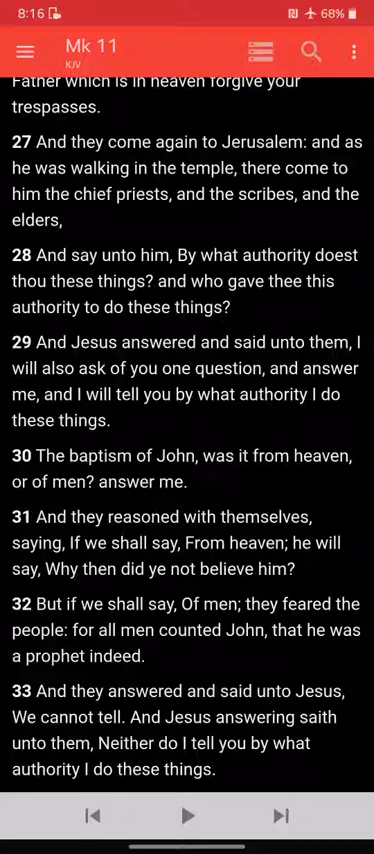 8:16 68%
Mk 11
KJV
Father which is in heaven forgive your
trespasses.
27 And they come again to Jerusalem: and as
he was walking in the temple, there come to
him the chief priests, and the scribes, and the
elders,
28 And say unto him, By what authority doest
thou these things? and who gave thee this
authority to do these things?
29 And Jesus answered and said unto them, I
will also ask of you one question, and answer
me, and I will tell you by what authority I do
these things.
30 The baptism of John, was it from heaven,
or of men? answer me.
31 And they reasoned with themselves,
saying, If we shall say, From heaven; he will
say, Why then did ye not believe him?
32 But if we shall say, Of men; they feared the
people: for all men counted John, that he was
a prophet indeed.
33 And they answered and said unto Jesus,
We cannot tell. And Jesus answering saith
unto them, Neither do I tell you by what
authority I do these things.